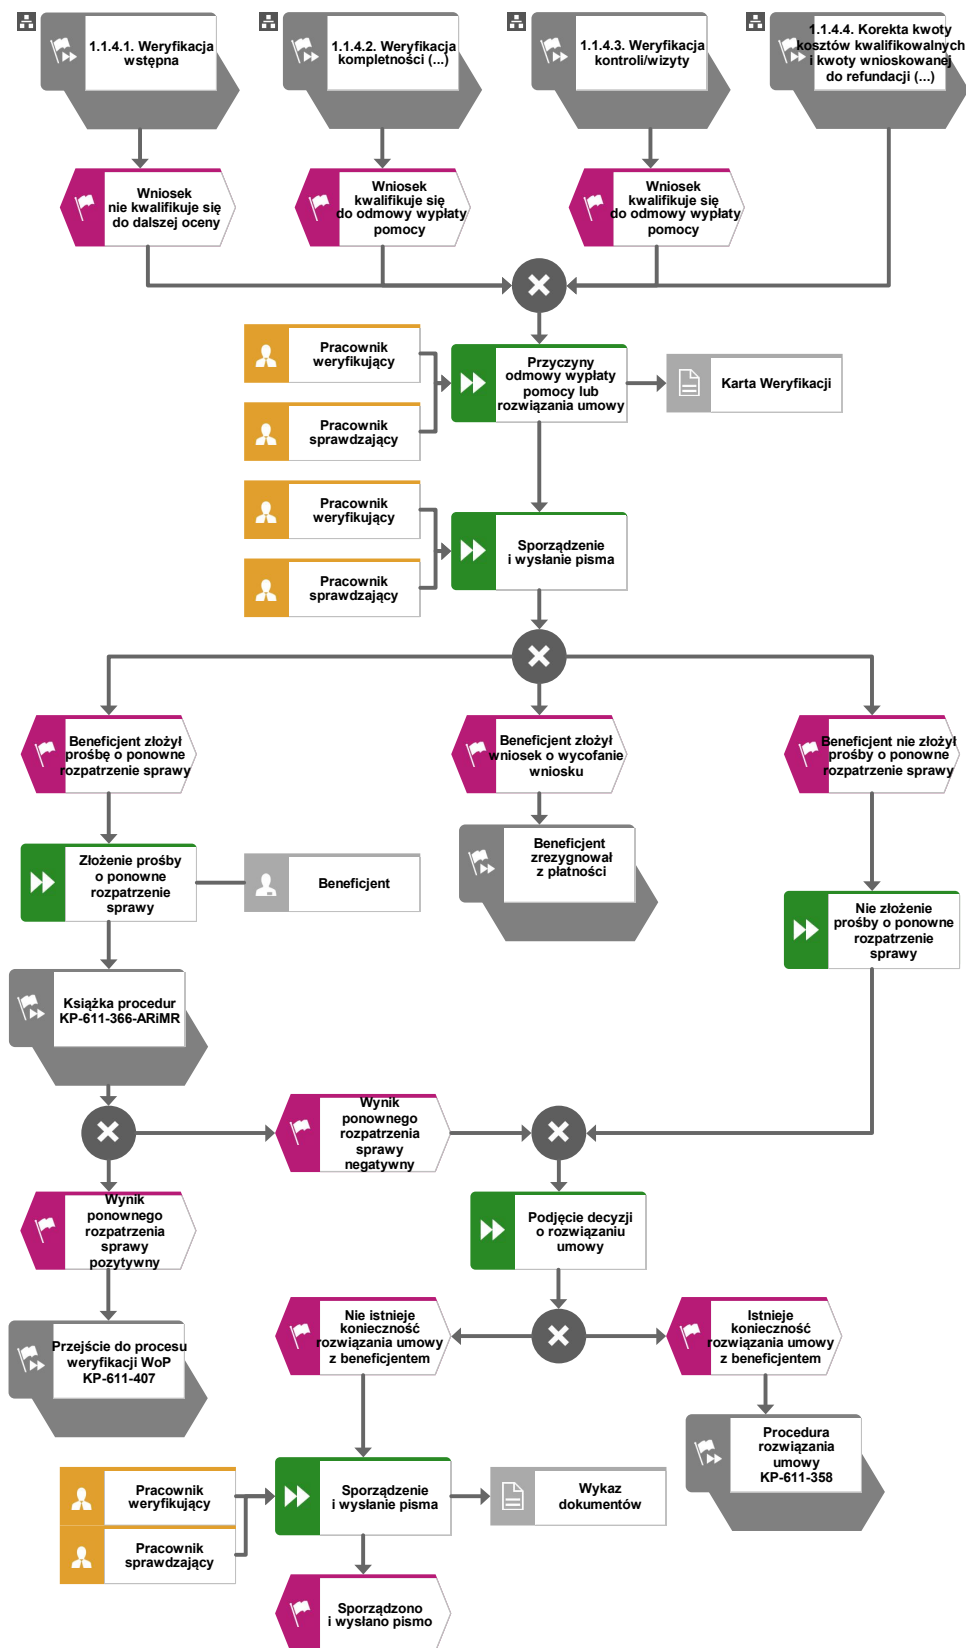 1.1.4.1. Weryfikacja
wstępna
1.1.4.2. Weryfikacja
kompletności (...)
1.1.4.3. Weryfikacja
kontroli/wizyty
1.1.4.4. Korekta kwoty
kosztów kwalifikowalnych
i kwoty wnioskowanej
do refundacji (...)
Wniosek
nie kwalifikuje się
do dalszej oceny
Wniosek
kwalifikuje się
do odmowy wypłaty
pomocy
Wniosek
kwalifikuje się
do odmowy wypłaty
pomocy
Pracownik
weryfikujący
Przyczyny
odmowy wypłaty
pomocy lub
rozwiązania umowy
Karta Weryfikacji
Pracownik
sprawdzający
Pracownik
weryfikujący
Sporządzenie
i wysłanie pisma
Pracownik
sprawdzający
Beneficjent złożył
prośbę o ponowne
rozpatrzenie sprawy
Beneficjent złożył
wniosek o wycofanie
wniosku
Beneficjent nie złożył
prośby o ponowne
rozpatrzenie sprawy
Złożenie prośby
o ponowne
rozpatrzenie
sprawy
Beneficjent
Beneficjent
zrezygnował
z płatności
Nie złożenie
prośby o ponowne
rozpatrzenie
sprawy
Książka procedur
KP-611-366-ARiMR
Wynik
ponownego
rozpatrzenia
sprawy
negatywny
Wynik
ponownego
rozpatrzenia
sprawy
pozytywny
Podjęcie decyzji
o rozwiązaniu
umowy
Nie istnieje
konieczność
rozwiązania umowy
z beneficjentem
Istnieje
konieczność
rozwiązania umowy
z beneficjentem
Przejście do procesu
weryfikacji WoP
KP-611-407
Procedura
rozwiązania
umowy
KP-611-358
Pracownik
weryfikujący
Sporządzenie
i wysłanie pisma
Wykaz
dokumentów
Pracownik
sprawdzający
Sporządzono
i wysłano pismo